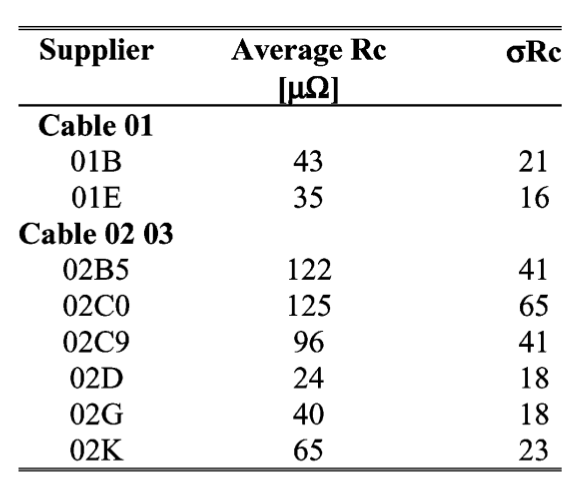 Supplier Average Rc σRc
[μΩ]
Cable 01
01B 43 21
01E 35 16
Cable 02 03
02B5 122 41
02C0 125 65
02C9 96 41
02D 24 18
02G 40 18
02K 65 23